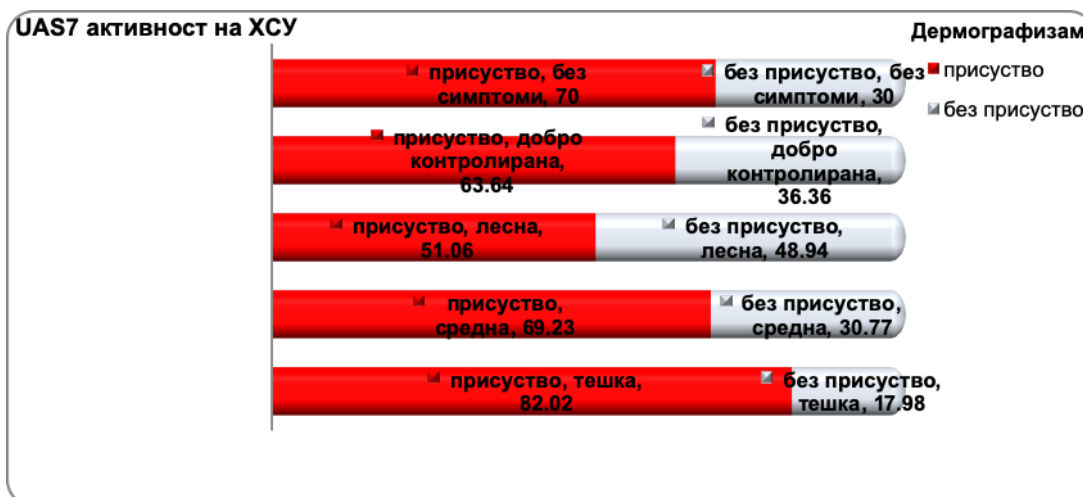 UAS7 активност на ХСУ
Дермографизам
присуство
без присуство
присуство, без
симптоми, 70
без присуство, без
симптоми, 30
присуство, добро
контролирана,
63.64
без присуство,
добро
контролирана,
36.36
присуство, лесна,
51.06
без присуство,
лесна, 48.94
присуство,
средна, 69.23
без присуство,
средна, 30.77
присуство, тешка,
82.02
без присуство,
тешка, 17.98